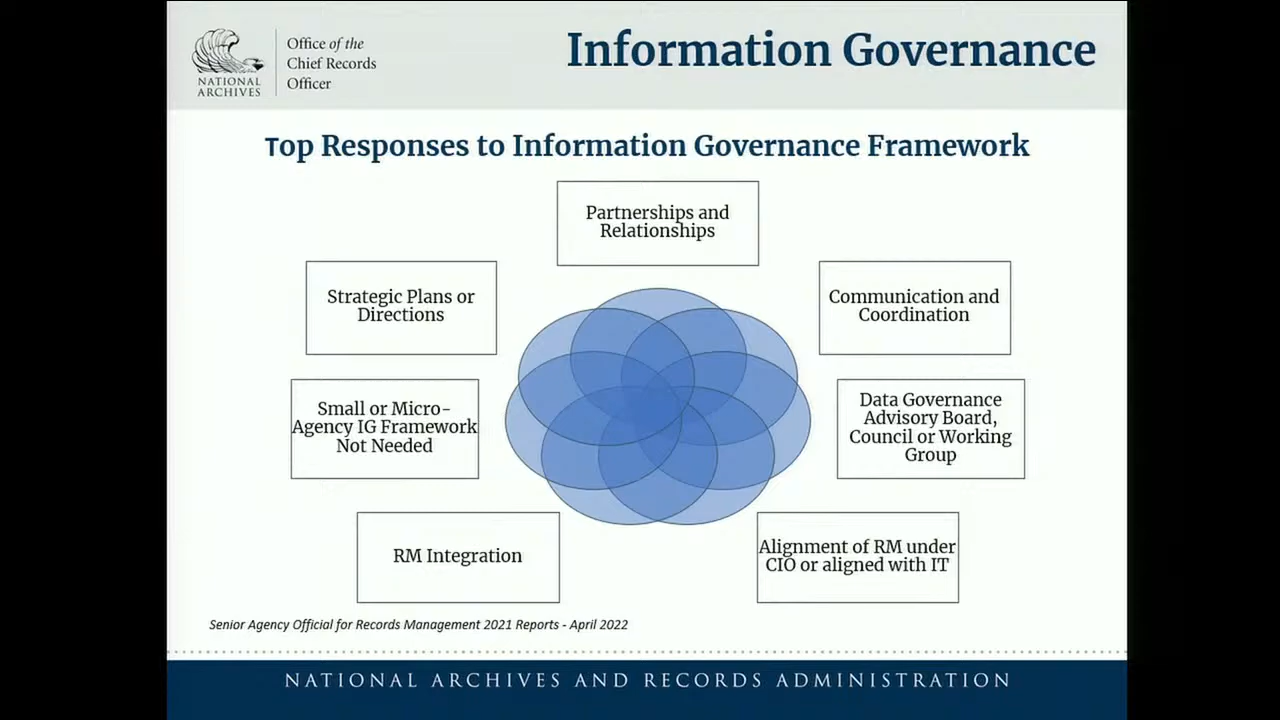 NATIONAL
ARCHIVES
Office of the
Chief Records
Officer
Information Governance
Top Responses to Information Governance Framework
Partnerships and
Relationships
Strategic Plans or
Directions
Communication and
Coordination
Small or Micro-
Agency IG Framework
Not Needed
Data Governance
Advisory Board,
Council or Working
Group
RM Integration
Alignment of RM under
CIO or aligned with IT
Senior Agency Official for Records Management 2021 Reports - April 2022
NATIONAL ARCHIVES AND RECORDS ADMINISTRATION